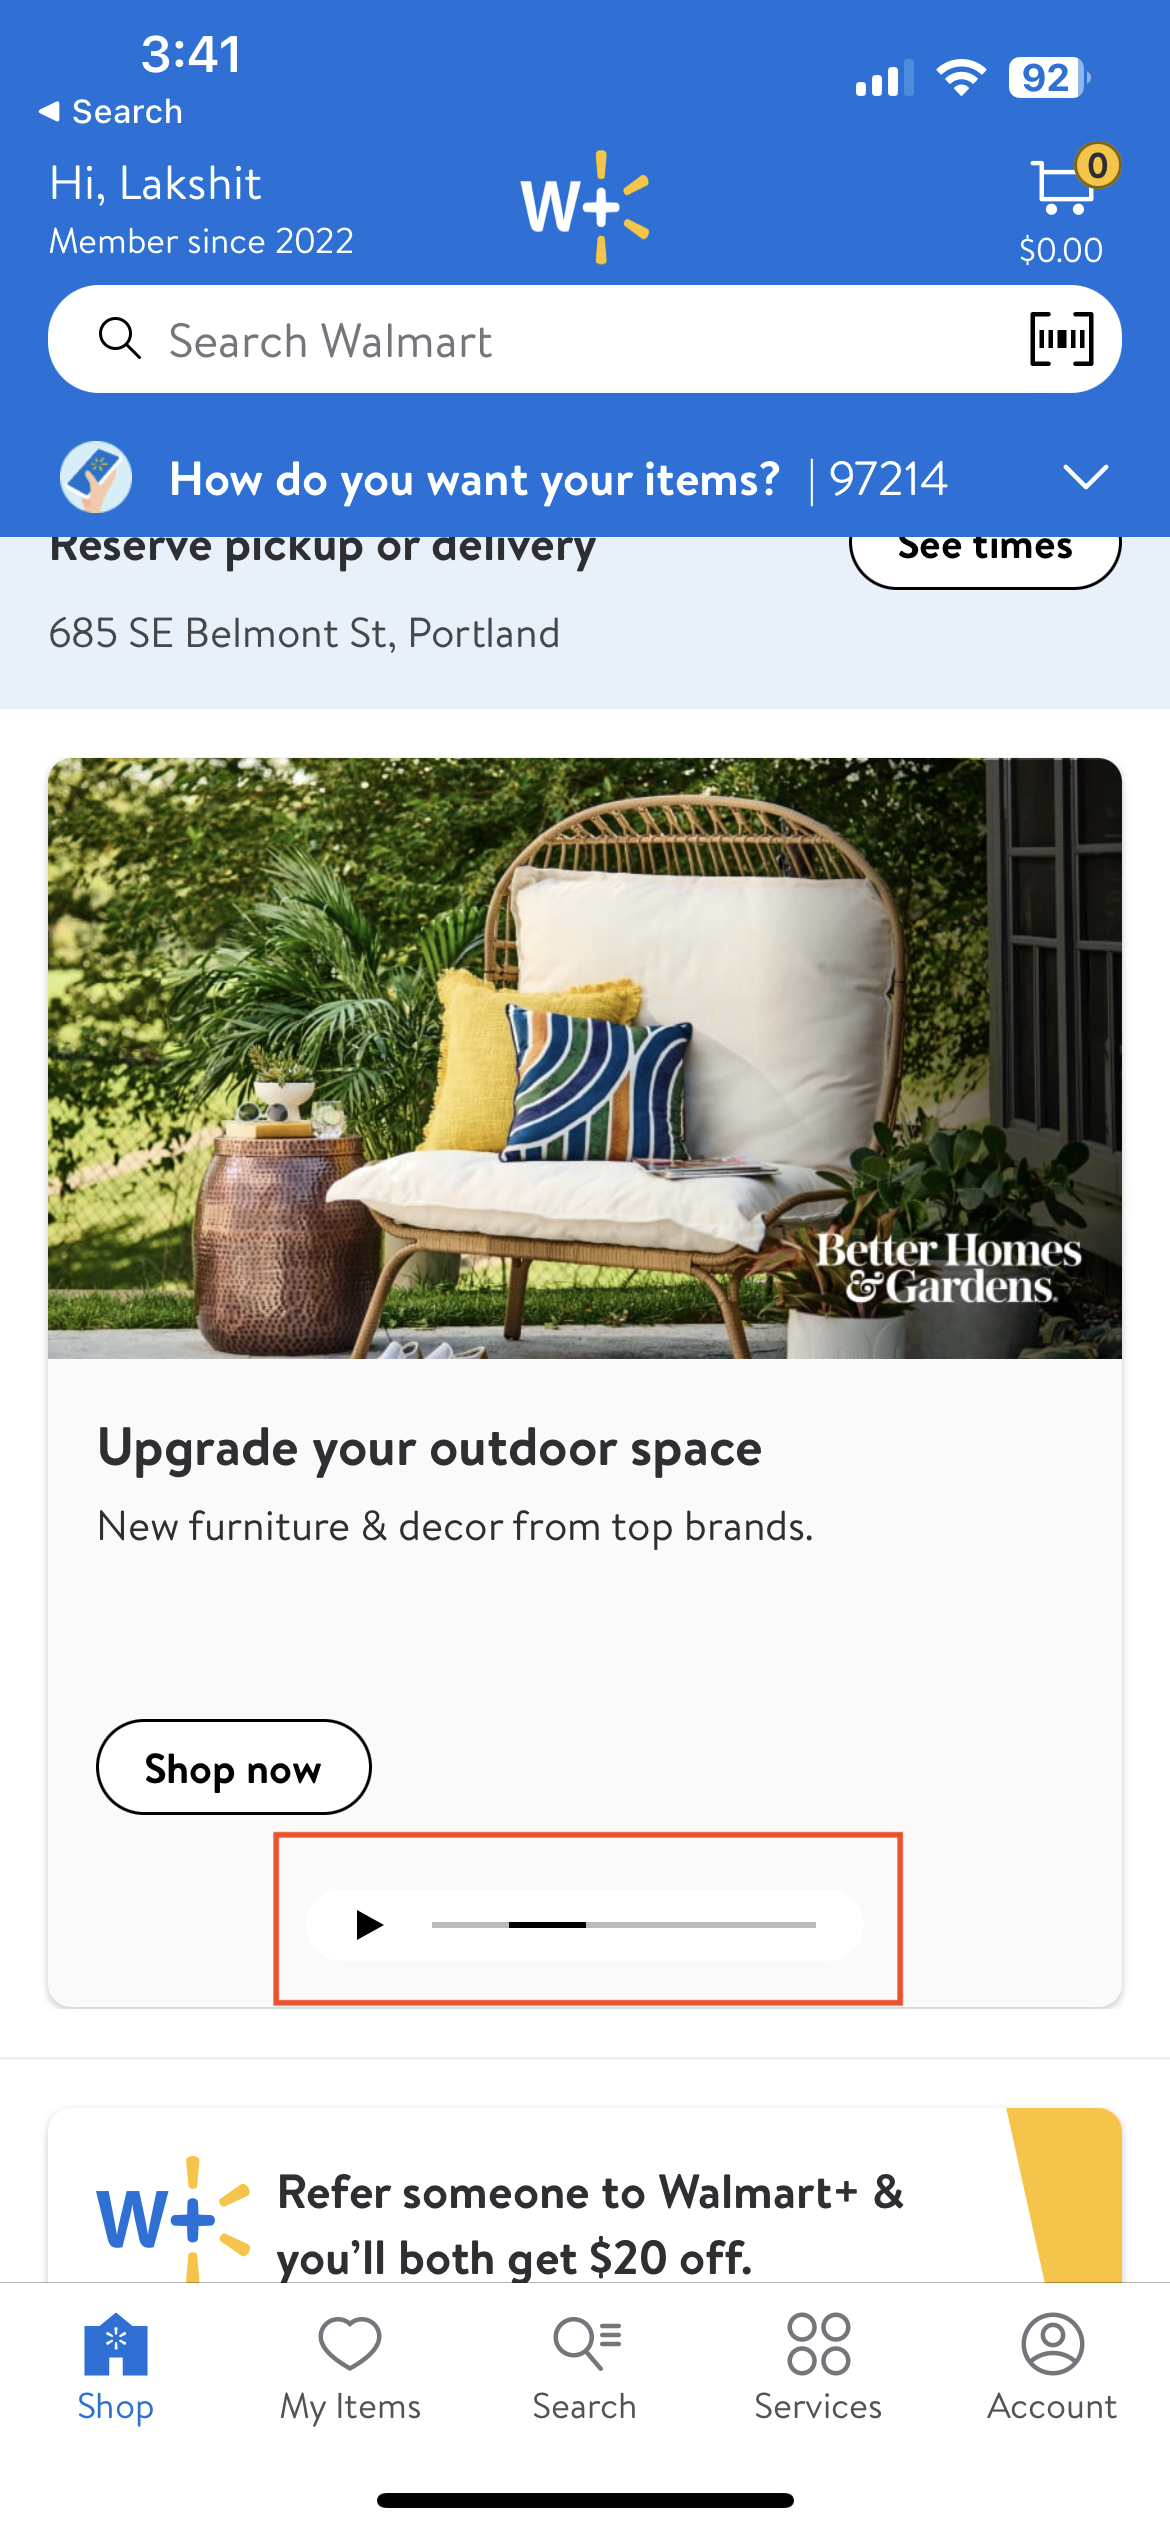 3:41
92
Search
Hi, Lakshit
Member since 2022
W+
0
$0.00
Search Walmart
How do you want your items? | 97214
Reserve pickup or delivery
See times
685 SE Belmont St, Portland
Better Homes
&Gardens.
Upgrade your outdoor space
New furniture & decor from top brands.
Shop now
W+
Refer someone to Walmart+ &
you'll both get $20 off.
Shop
My Items
Search
Services
Account